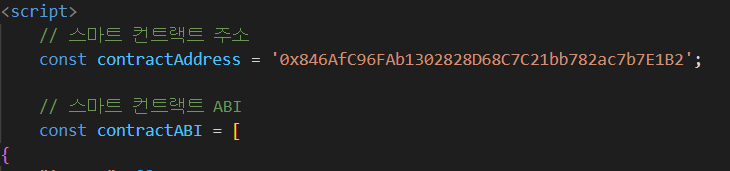 <script>
// 스마트 컨트랙트 주소
const contractAddress = '0x846AfC96FAb1302828D68C7C21bb782ac7b7E1B2';
// 스마트 컨트랙트 ABI
const contractABI = [
{